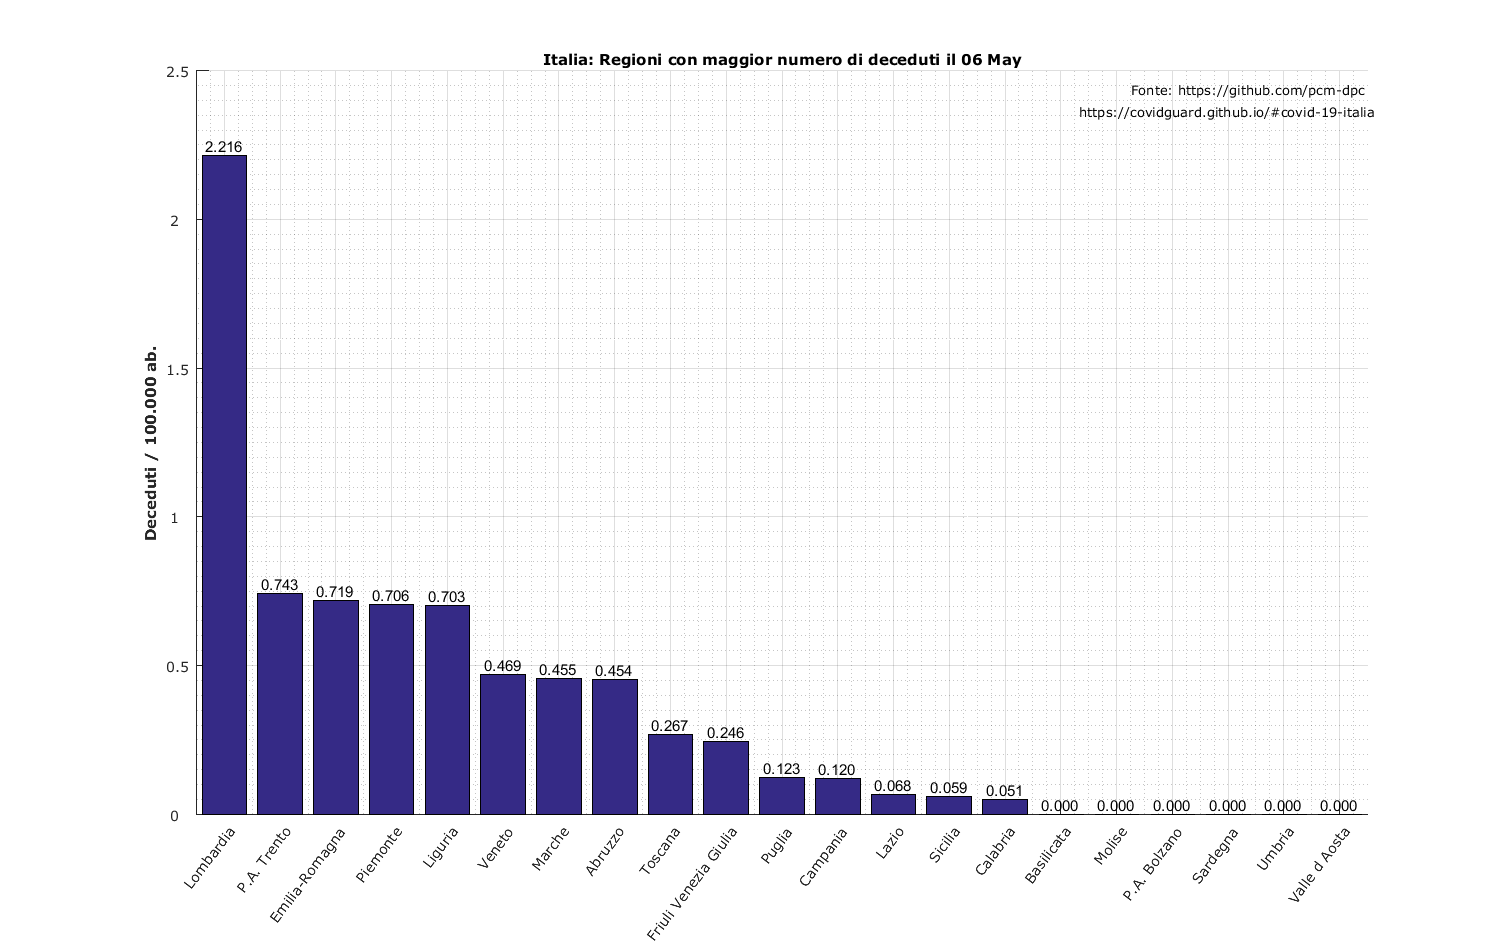 Italia: Regioni con maggior numero di deceduti il 06 May
Fonte: https://github.com/pcm-dpc
https://covidguard.github.io/#covid-19-italia
Deceduti / 100.000 ab.
2.5
2
1.5
1
0.5
0
2.216
0.743
0.719
0.706
0.703
0.469
0.455
0.454
0.267
0.246
0.123
0.120
0.068
0.059
0.051
0.000
0.000
0.000
0.000
0.000
0.000
Lombardia
P.A. Trento
Emilia-Romagna
Piemonte
Liguria
Veneto
Marche
Abruzzo
Toscana
Friuli Venezia Giulia
Puglia
Campania
Lazio
Sicilia
Calabria
Basilicata
Molise
P.A. Bolzano
Sardegna
Umbria
Valle d Aosta